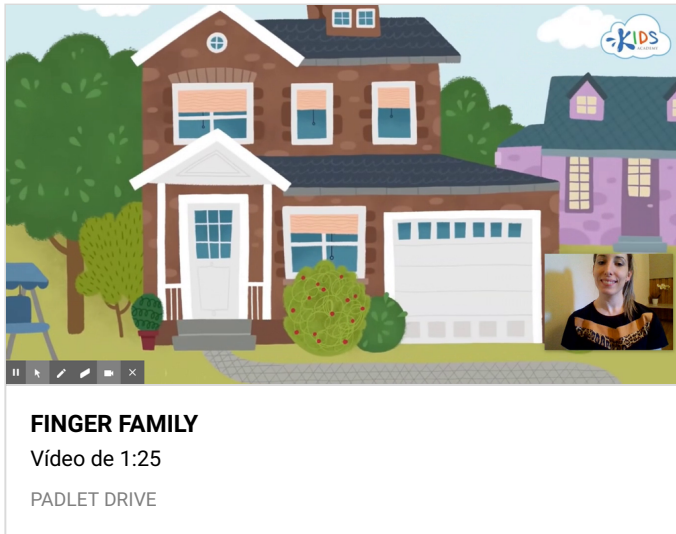 KIDS
ACADEMY
FINGER FAMILY
Vídeo de 1:25
PADLET DRIVE